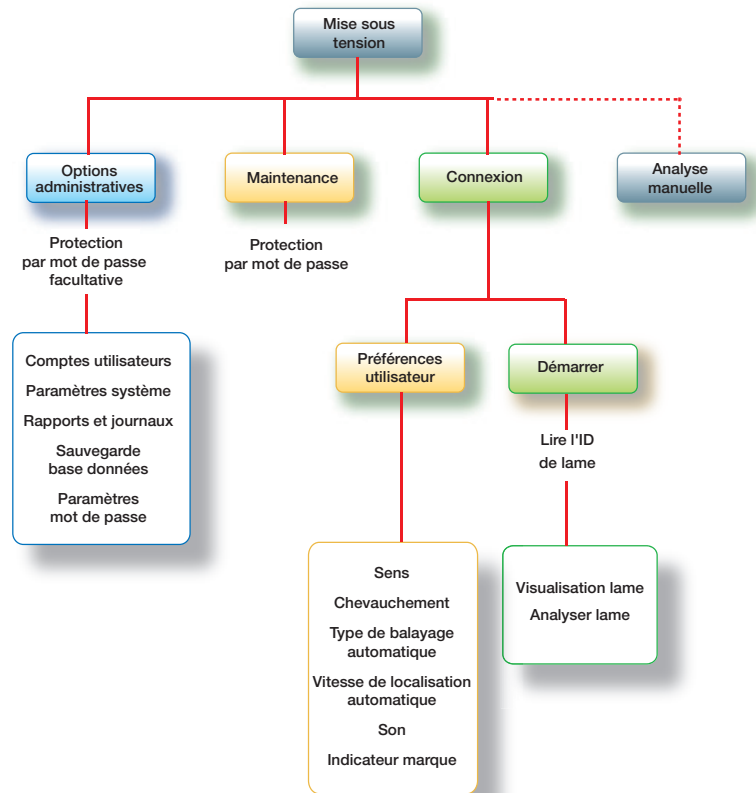 Mise sous
tension
Options
administratives
Maintenance
Connexion
Analyse
manuelle
Protection
par mot de passe
facultative
Protection
par mot de passe
Comptes utilisateurs
Paramètres système
Rapports et journaux
Sauvegarde
base données
Paramètres
mot de passe
Préférences
utilisateur
Démarrer
Lire l'ID
de lame
Sens
Chevauchement
Type de balayage
automatique
Vitesse de localisation
automatique
Son
Indicateur marque
Visualisation lame
Analyser lame